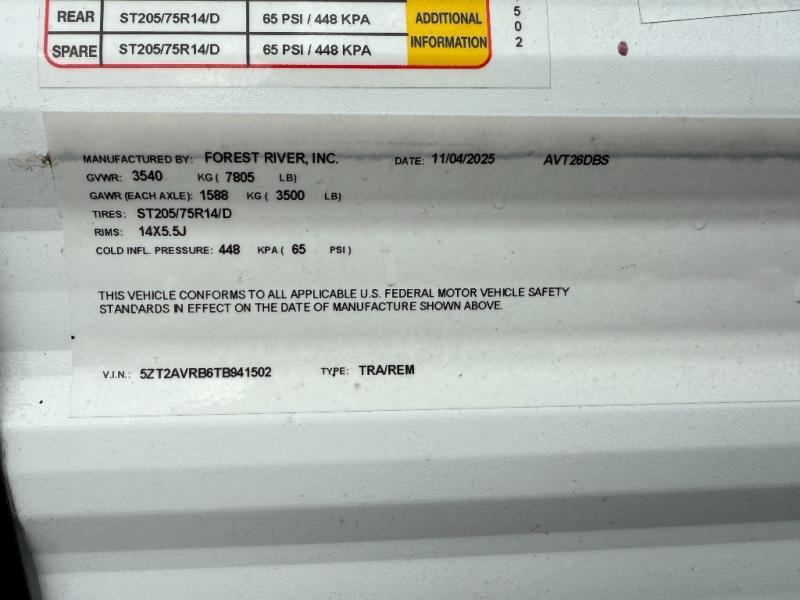 REAR ST205/75R14/D 65 PSI / 448 KPA ADDITIONAL
SPARE ST205/75R14/D 65 PSI / 448 KPA INFORMATION
5
0
2
MANUFACTURED BY: FOREST RIVER, INC. DATE: 11/04/2025 AVT26DBS
GVWR: 3540 KG ( 7805 LB)
GAWR (EACH AXLE): 1588 KG ( 3500 LB)
TIRES: ST205/75R14/D
RIMS: 14X5.5J
COLD INFL. PRESSURE: 448 KPA ( 65 PSI )
THIS VEHICLE CONFORMS TO ALL APPLICABLE U.S. FEDERAL MOTOR VEHICLE SAFETY
STANDARDS IN EFFECT ON THE DATE OF MANUFACTURE SHOWN ABOVE.
V.I.N.: 5ZT2AVRB6TB941502 TYPE: TRA/REM